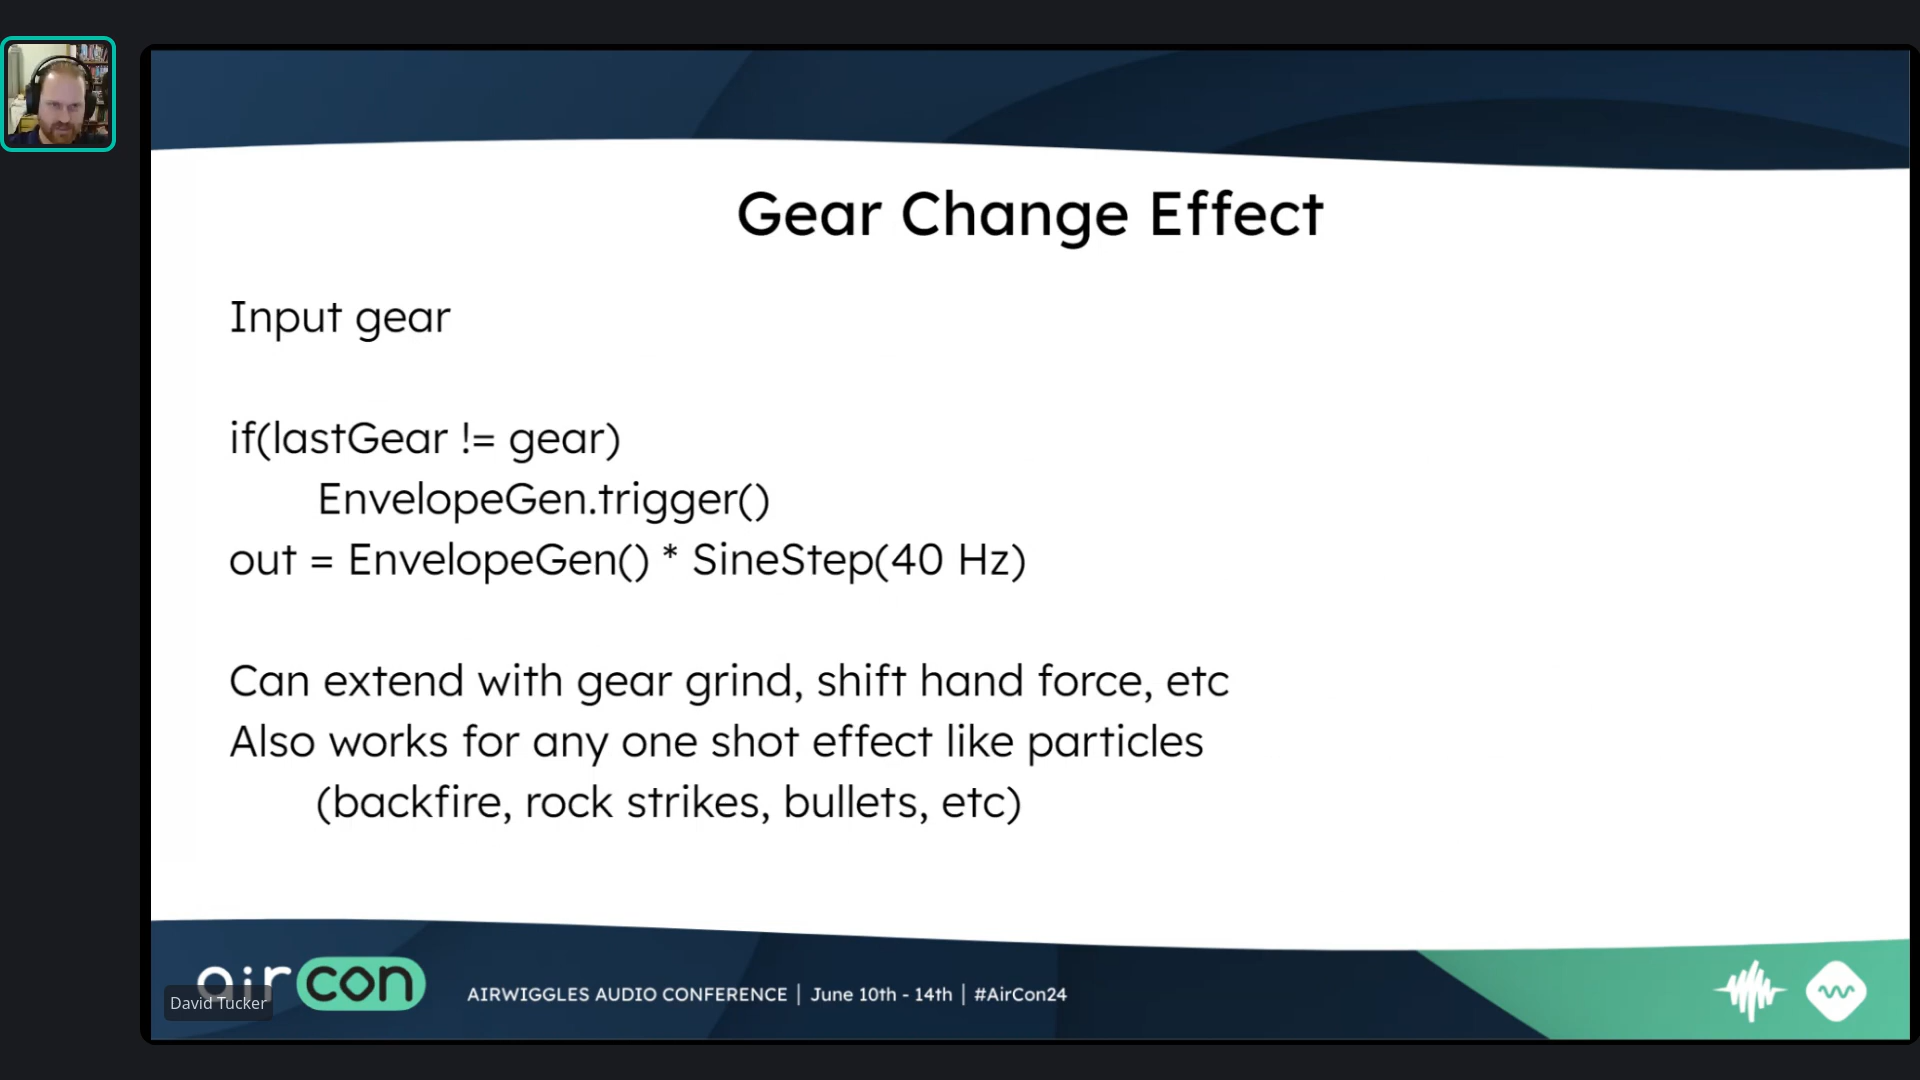 Gear Change Effect
Input gear
if(lastGear != gear)
EnvelopeGen.trigger()
out = EnvelopeGen() * SineStep(40 Hz)
Can extend with gear grind, shift hand force, etc
Also works for any one shot effect like particles
(backfire, rock strikes, bullets, etc)
air con
David Tucker
AIRWIGGLES AUDIO CONFERENCE | June 10th - 14th | #AirCon24